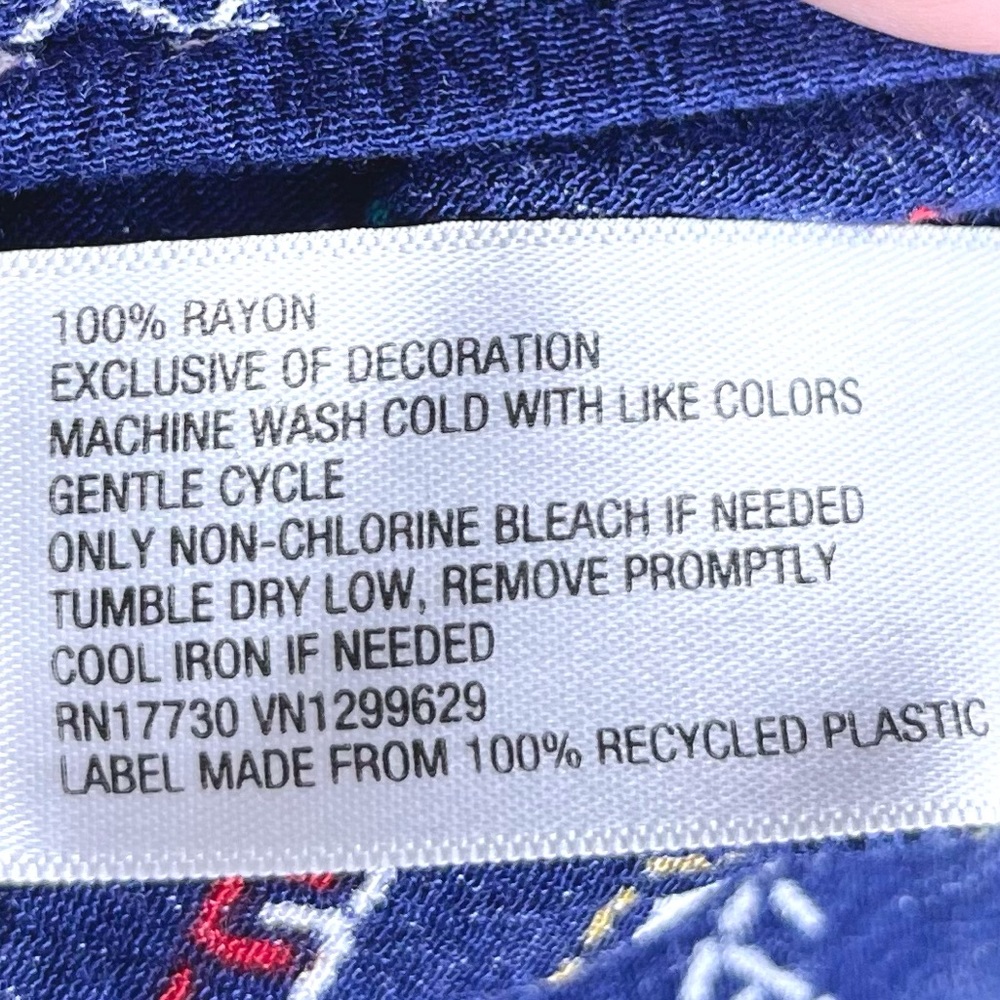 100% RAYON
EXCLUSIVE OF DECORATION
MACHINE WASH COLD WITH LIKE COLORS
GENTLE CYCLE
ONLY NON-CHLORINE BLEACH IF NEEDED
TUMBLE DRY LOW, REMOVE PROMPTLY
COOL IRON IF NEEDED
RN17730 VN1299629
LABEL MADE FROM 100% RECYCLED PLASTIC